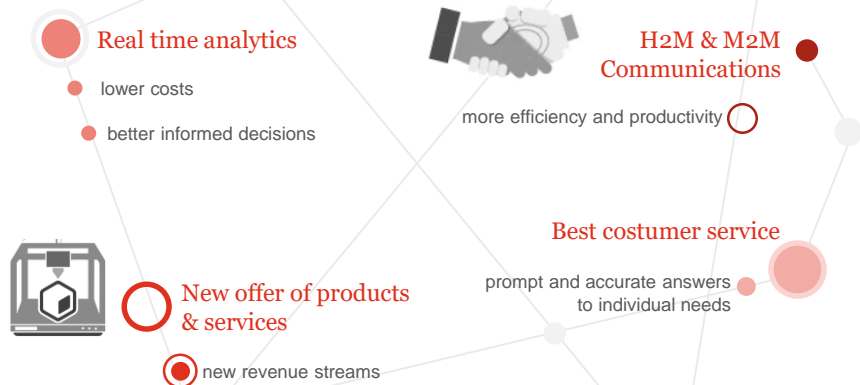 Real time analytics
lower costs
better informed decisions
H2M & M2M
Communications
more efficiency and productivity
New offer of products
& services
new revenue streams
Best costumer service
prompt and accurate answers
to individual needs